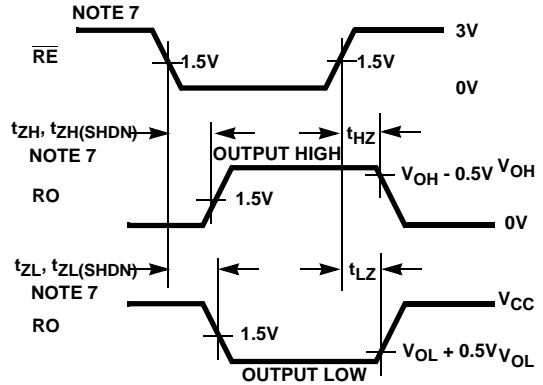 NOTE 7
3V
RE
1.5V
1.5V
0V
tZH, tZH(SHDN)
tHZ
NOTE 7
OUTPUT HIGH
VOH
VOH - 0.5V
RO
1.5V
0V
tZL, tZL(SHDN)
tLZ
NOTE 7
VCC
RO
1.5V
VOL + 0.5V
VOL
OUTPUT LOW